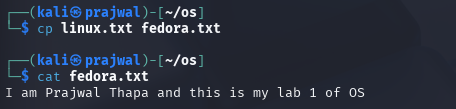 ┌──(kali㉿prajwal)-[~/os]
└─$ cp linux.txt fedora.txt
┌──(kali㉿prajwal)-[~/os]
└─$ cat fedora.txt
I am Prajwal Thapa and this is my lab 1 of OS